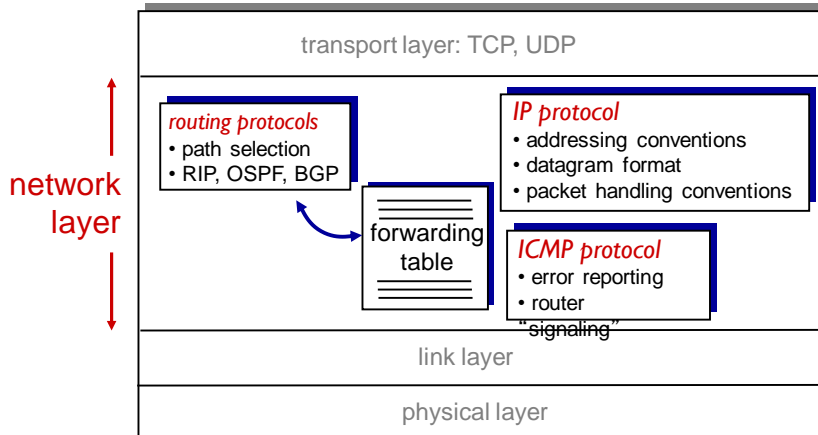 transport layer: TCP, UDP
network
layer
routing protocols
• path selection
• RIP, OSPF, BGP
forwarding
table
IP protocol
• addressing conventions
• datagram format
• packet handling conventions
ICMP protocol
• error reporting
• router
“signaling”
link layer
physical layer